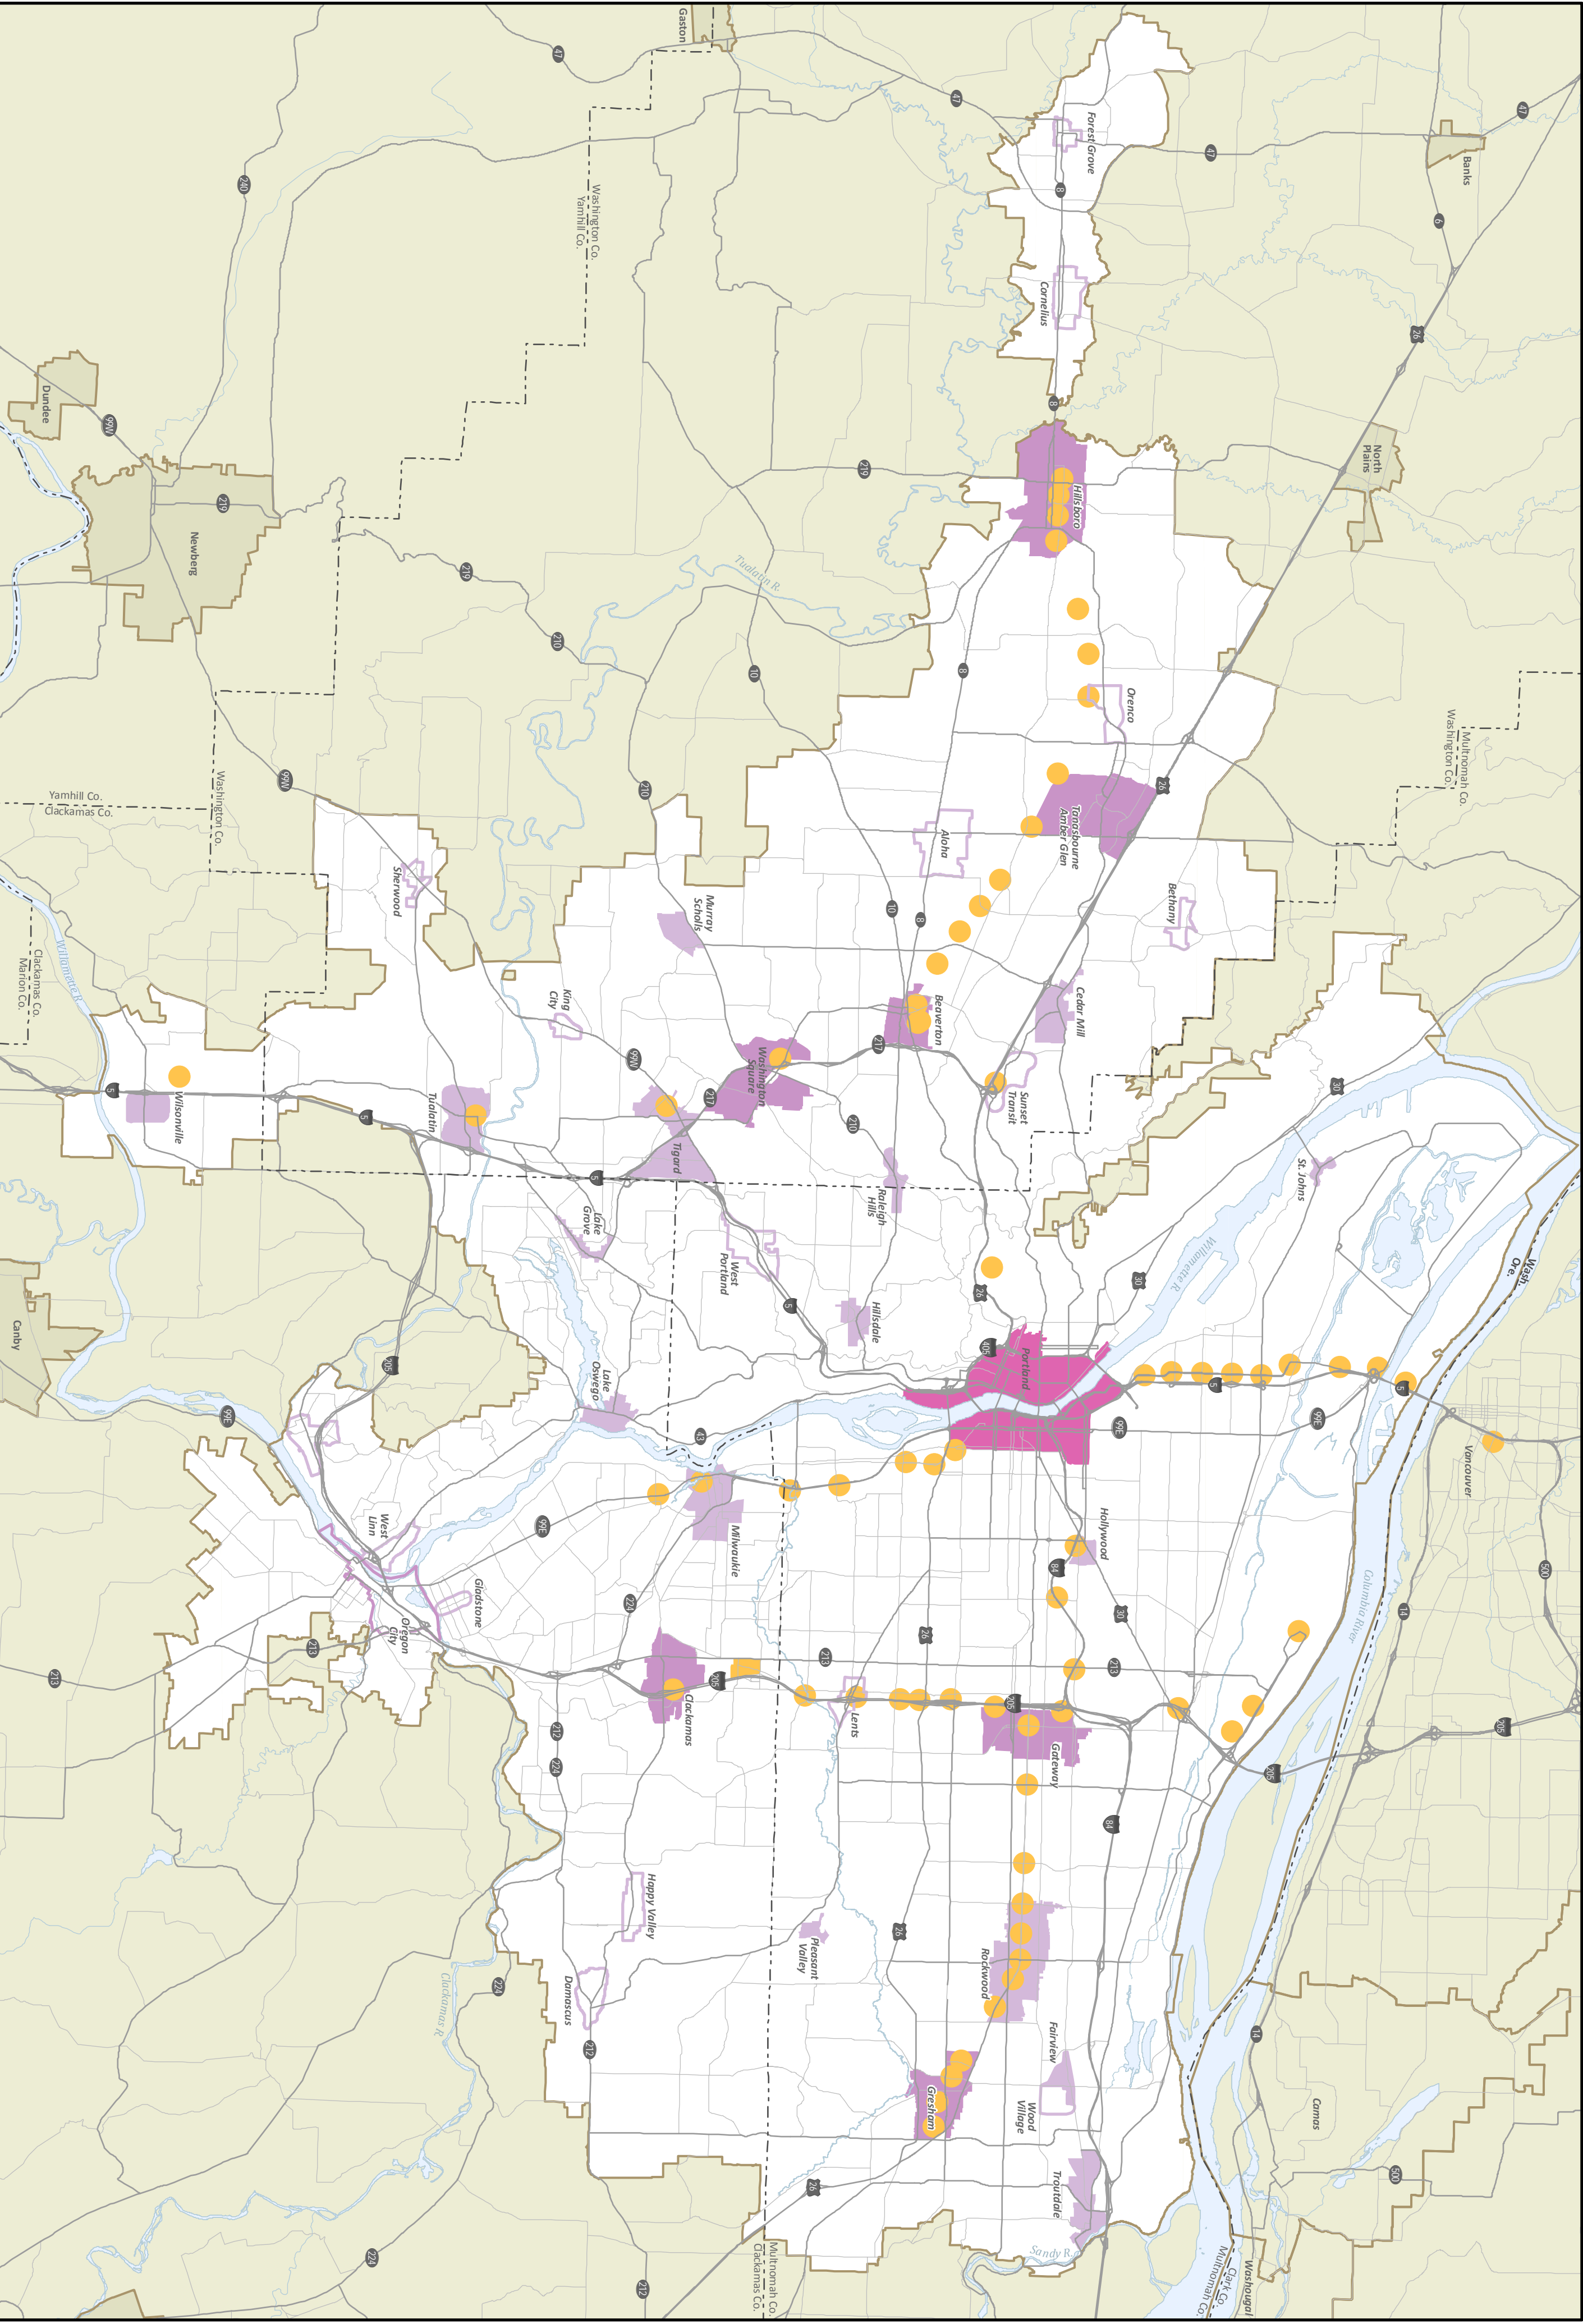 Gaston
47
47
47
47
Banks
6
Forest Grove
8
240
Washington Co.
Yamhill Co.
Cornelius
26
8
Dundee
99W
219
Hillsboro
North
Plains
219
Newberg
219
Tualatin R.
210
10
8
Orenco
Multnomah Co.
Washington Co.
26
99W
Washington Co.
Yamhill Co.
Clackamas Co.
210
Tanasbourne
Amber Glen
Aloha
Sherwood
Murray
Scholls
10
8
Bethany
Willamette R.
Clackamas Co.
Marion Co.
King
City
Beaverton
Cedar Mill
217
99W
Washington
Square
217
210
Sunset
Transit
30
5
Wilsonville
5
Tualatin
Tigard
5
Raleigh
Hills
St. Johns
Lake
Grove
West
Portland
5
Hillsdale
26
30
Willamette R.
Wash.
Ore.
Canby
205
Lake
Oswego
405
Portland
5
5
99E
43
99E
99E
Vancouver
West
Linn
99E
Milwaukie
Hollywood
84
30
Columbia River
14
500
Gladstone
Oregon
City
224
26
213
213
213
213
Clackamas
205
Lents
205
205
205
212
224
Gateway
84
Happy Valley
Pleasant
Valley
26
Rockwood
Damascus
224
Clackamas R.
212
Fairview
14
Gresham
Wood
Village
Camas
500
Troutdale
26
Sandy R.
224
212
Multnomah Co.
Clackamas Co.
Clark Co.
Multnomah Co.
Washougal